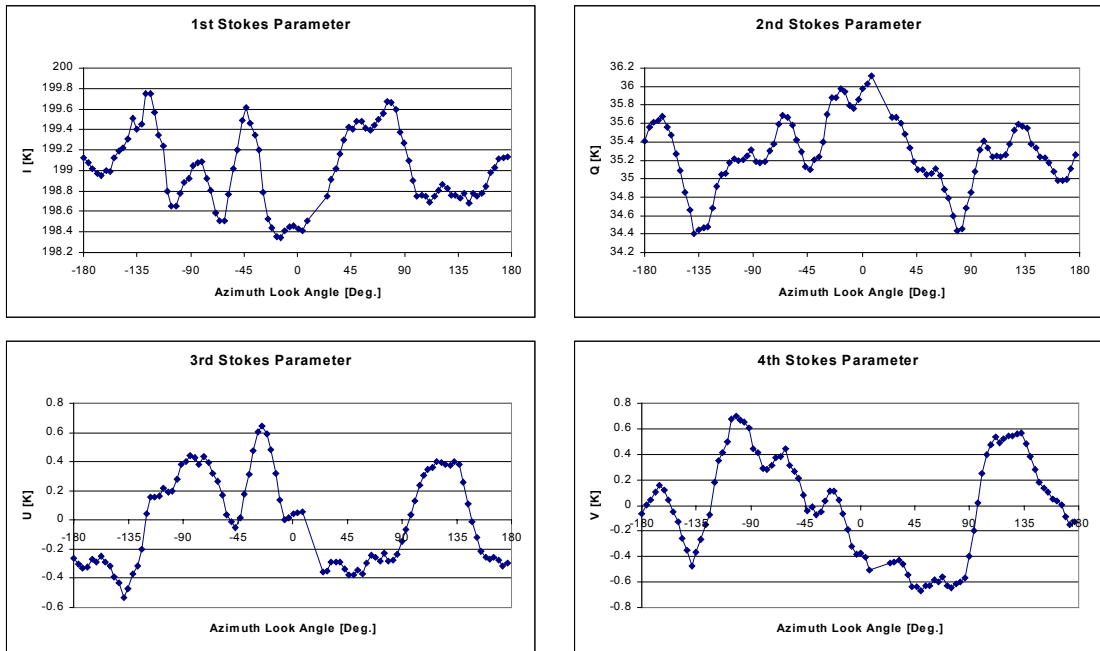 1st Stokes Parameter
200
199.8
199.6
199.4
199.2
199
198.8
198.6
198.4
198.2
I [K]
-180 -135 -90 -45 0 45 90 135 180
Azimuth Look Angle [Deg.]
2nd Stokes Parameter
36.2
36
35.8
35.6
35.4
35.2
35
34.8
34.6
34.4
34.2
Q [K]
-180 -135 -90 -45 0 45 90 135 180
Azimuth Look Angle [Deg.]
3rd Stokes Parameter
0.8
0.6
0.4
0.2
0
-0.2
-0.4
-0.6
U [K]
-180 -135 -90 -45 0 45 90 135 180
Azimuth Look Angle [Deg.]
4th Stokes Parameter
0.8
0.6
0.4
0.2
0
-0.2
-0.4
-0.6
-0.8
V [K]
-180 -135 -90 -45 0 45 90 135 180
Azimuth Look Angle [Deg.]